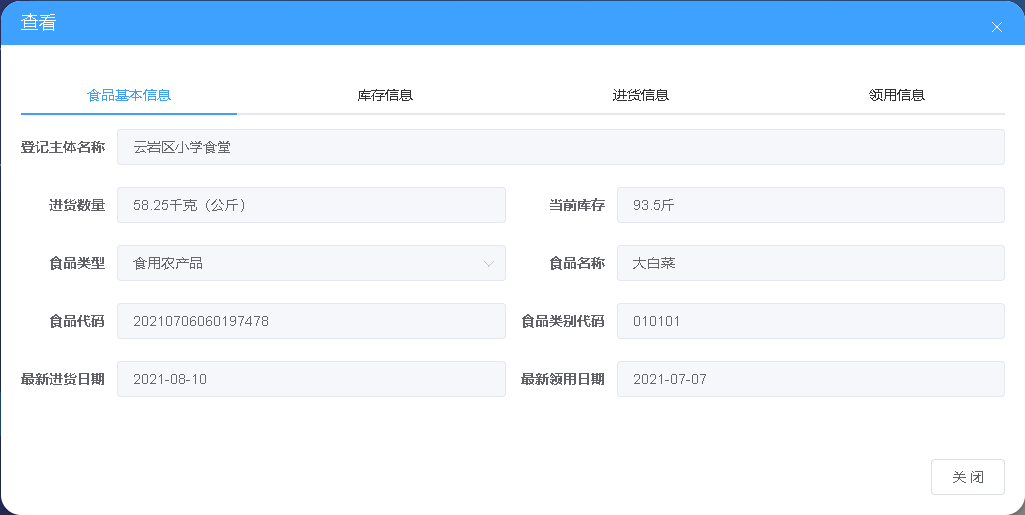 查看
食品基本信息 库存信息 进货信息 领用信息
登记主体名称 云岩区小学食堂
进货数量 58.25千克（公斤） 当前库存 93.5斤
食品类型 食用农产品 食品名称 大白菜
食品代码 20210706060197478 食品类别代码 010101
最新进货日期 2021-08-10 最新领用日期 2021-07-07
关 闭